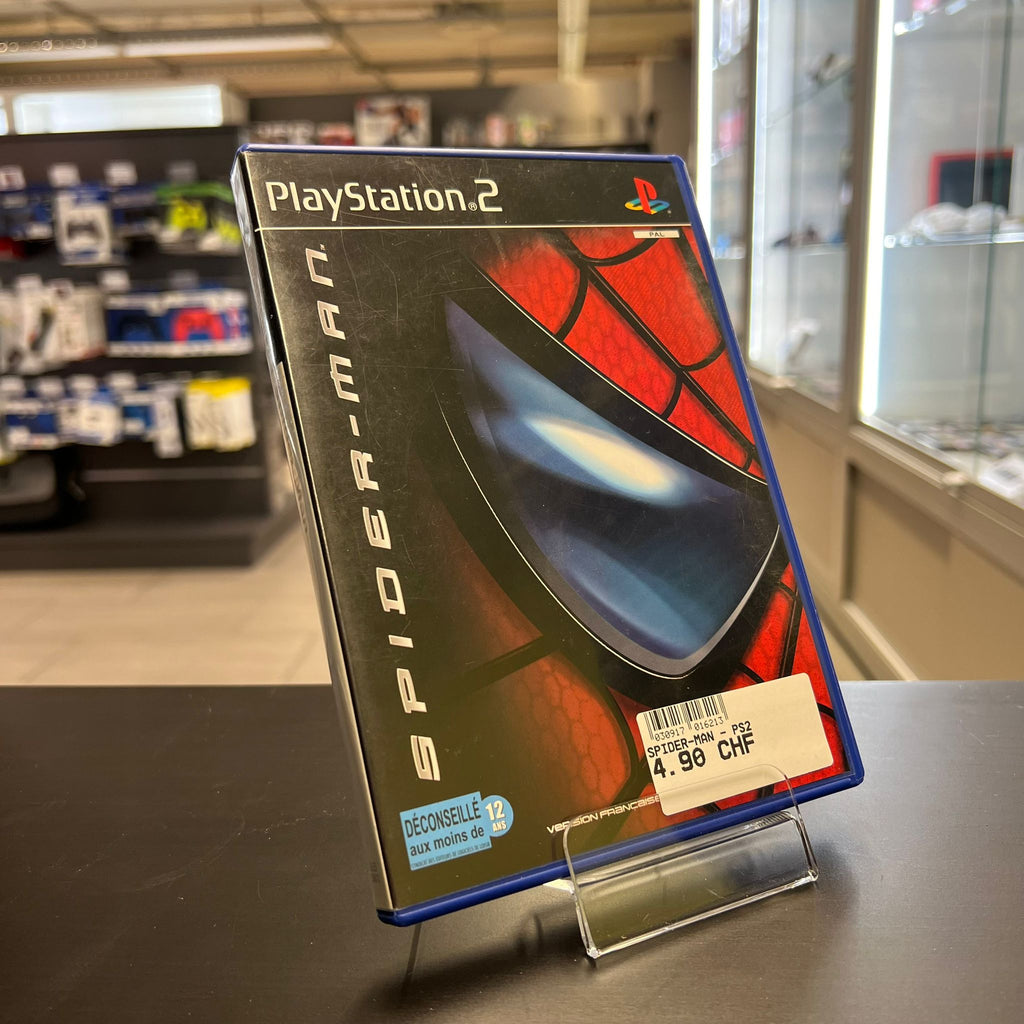 PlayStation®2
PAL
SPIDER-MAN
030917 016213
SPIDER-MAN - PS2
4.90 CHF
VERSION FRANÇAISE
DÉCONSEILLÉ
aux moins de
12
ANS